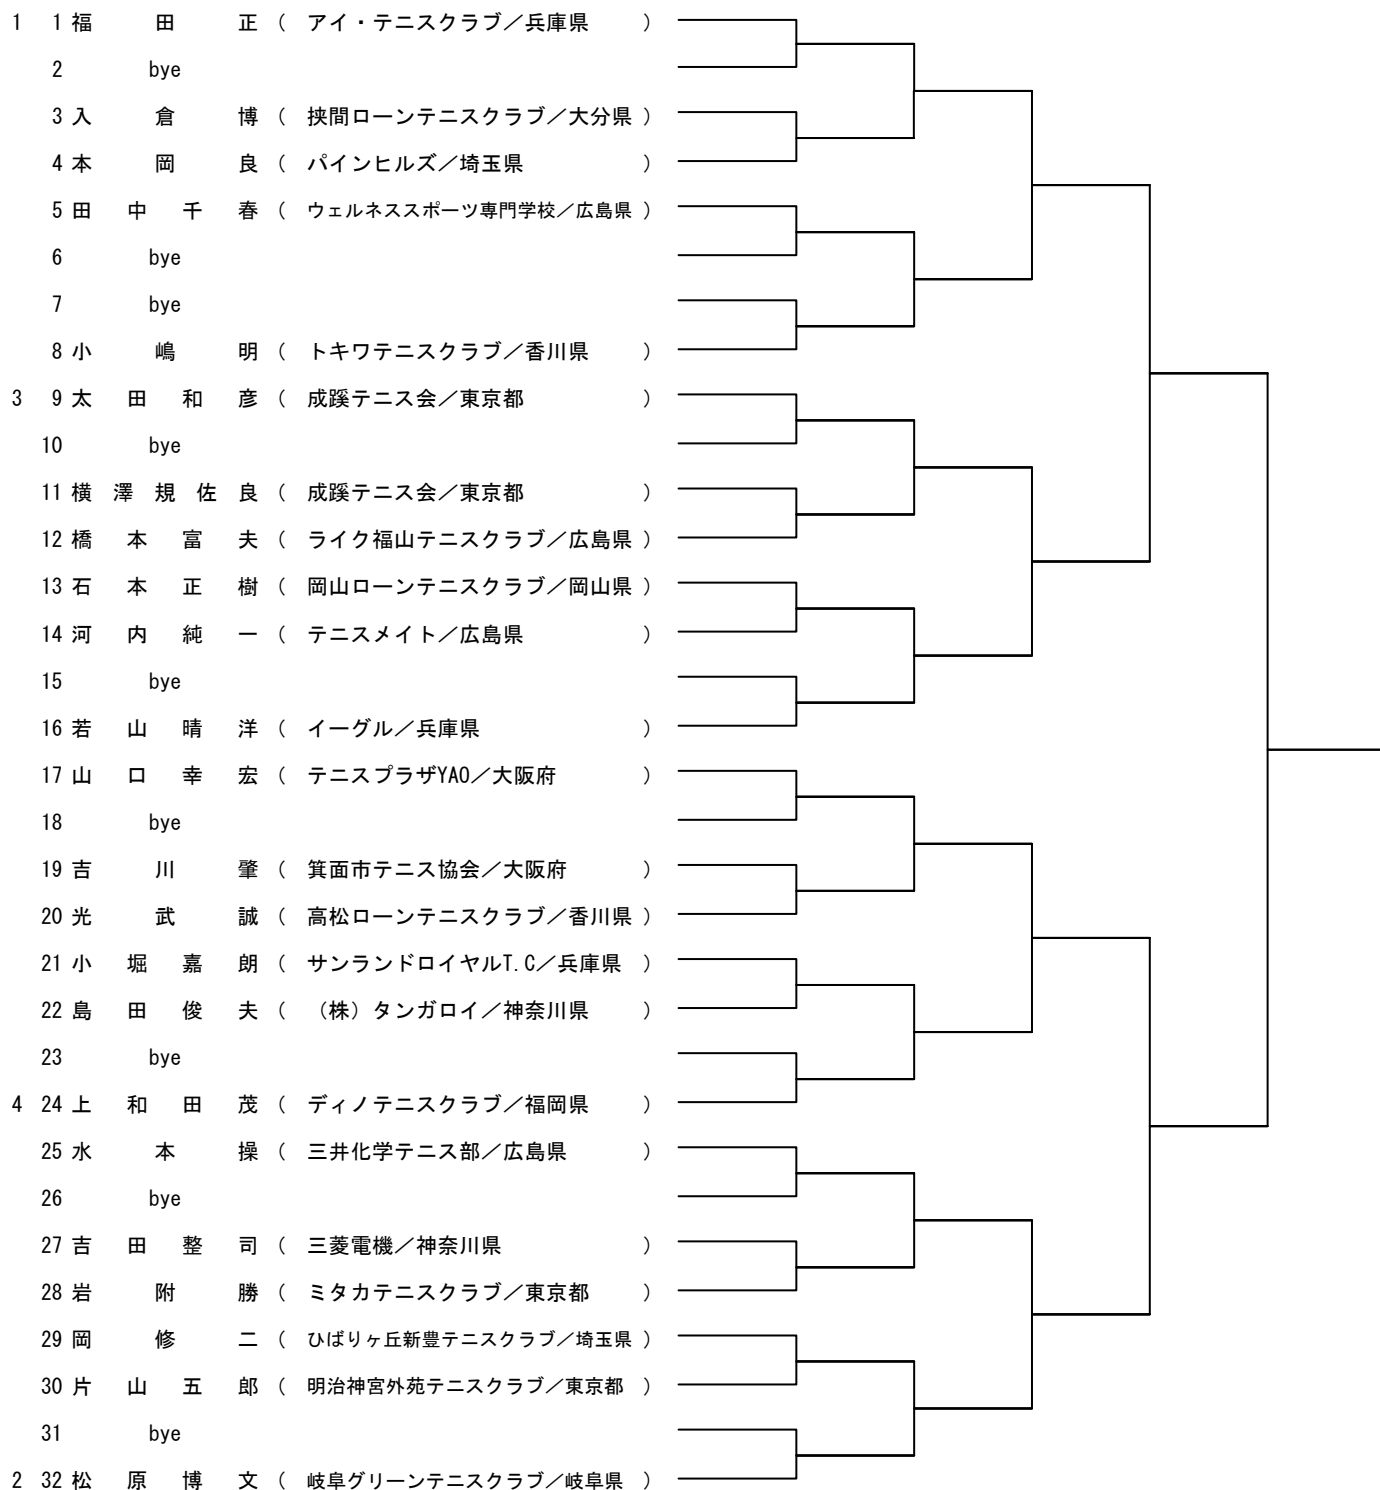 1 1 福田正 ( アイ・テニスクラブ／兵庫県 )
2 bye
3 入倉博 ( 挟間ローンテニスクラブ／大分県 )
4 本岡良 ( パインヒルズ／埼玉県 )
5 田中千春 ( ウェルネススポーツ専門学校／広島県 )
6 bye
7 bye
8 小嶋明 ( トキワテニスクラブ／香川県 )
3 9 太田和彦 ( 成蹊テニス会／東京都 )
10 bye
11 横澤規佐良 ( 成蹊テニス会／東京都 )
12 橋本富夫 ( ライク福山テニスクラブ／広島県 )
13 石本正樹 ( 岡山ローンテニスクラブ／岡山県 )
14 河内純一 ( テニスメイト／広島県 )
15 bye
16 若山晴洋 ( イーグル／兵庫県 )
17 山口幸宏 ( テニスプラザYAO／大阪府 )
18 bye
19 吉川肇 ( 箕面市テニス協会／大阪府 )
20 光武誠 ( 高松ローンテニスクラブ／香川県 )
21 小堀嘉朗 ( サンランドロイヤルT.C／兵庫県 )
22 島田俊夫 ( （株）タンガロイ／神奈川県 )
23 bye
4 24 上和田茂 ( ディノテニスクラブ／福岡県 )
25 水本操 ( 三井化学テニス部／広島県 )
26 bye
27 吉田整司 ( 三菱電機／神奈川県 )
28 岩附勝 ( ミタカテニスクラブ／東京都 )
29 岡修二 ( ひばりヶ丘新豊テニスクラブ／埼玉県 )
30 片山五郎 ( 明治神宮外苑テニスクラブ／東京都 )
31 bye
2 32 松原博文 ( 岐阜グリーンテニスクラブ／岐阜県 )